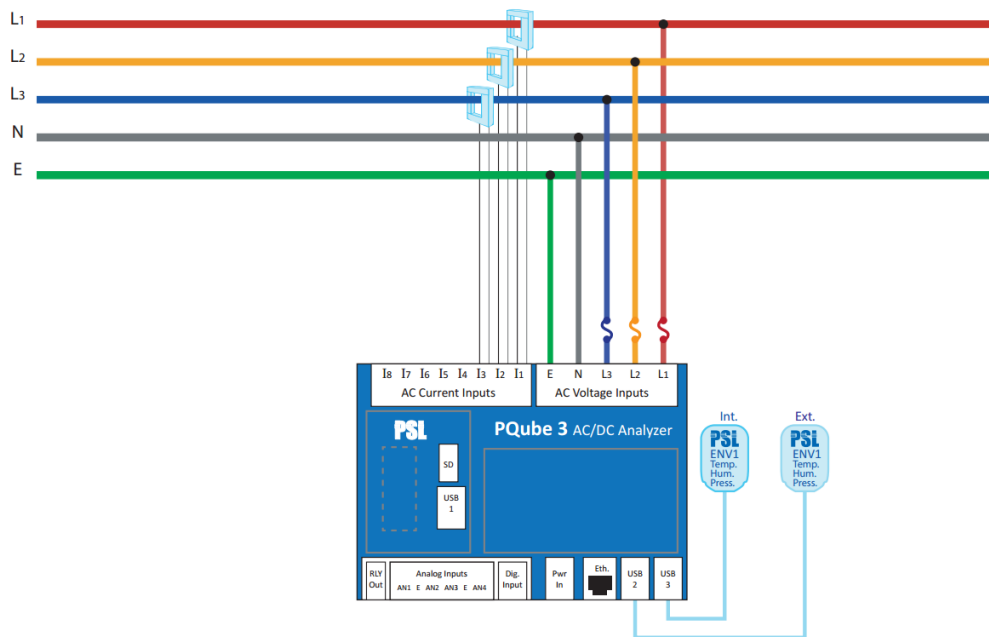 L1
L2
L3
N
E
I8 I7 I6 I5 I4 I3 I2 I1
AC Current Inputs
E N L3 L2 L1
AC Voltage Inputs
PSL
PQube 3 AC/DC Analyzer
SD
USB
1
Int.
PSL
ENV1
Temp.
Hum.
Press.
Ext.
PSL
ENV1
Temp.
Hum.
Press.
RLY
Out
Analog Inputs
AN1 E AN2 AN3 E AN4
Dig.
Input
Pwr
In
Eth.
USB
2
USB
3